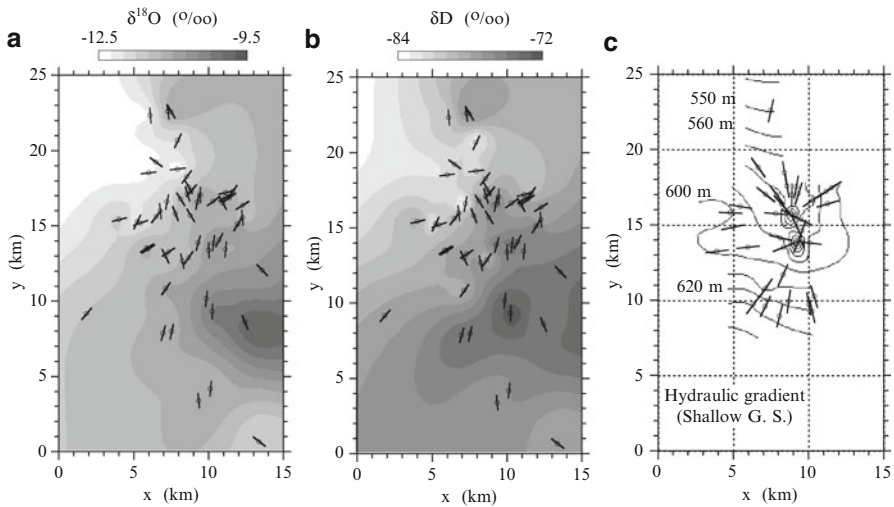 δ18O (o/oo)
-12.5 -9.5
δD (o/oo)
-84 -72
a
b
c
25
20
15
10
5
0
y (km)
0 5 10 15
x (km)
25
20
15
10
5
0
y (km)
0 5 10 15
x (km)
25
20
15
10
5
0
y (km)
550 m
560 m
600 m
620 m
Hydraulic gradient
(Shallow G. S.)
0 5 10 15
x (km)